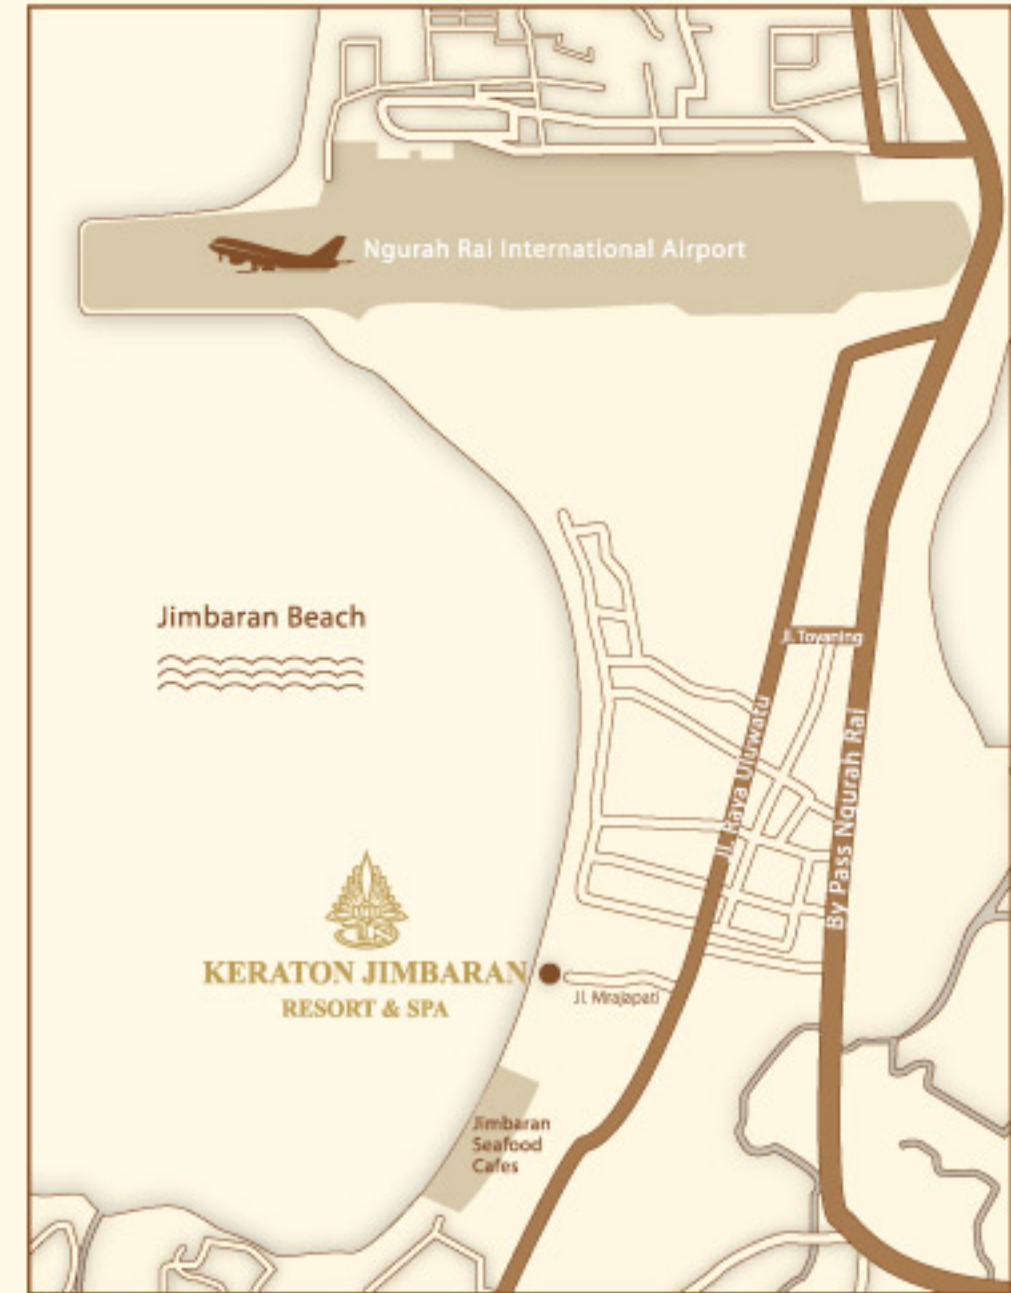 Ngurah Rai International Airport
Jimbaran Beach
Jl. Toyaning
Jl. Raya Uluwatu
By Pass Ngurah Rai
KERATON JIMBARAN
RESORT & SPA
Jl. Mrajapati
Jimbaran
Seafood
Cafes